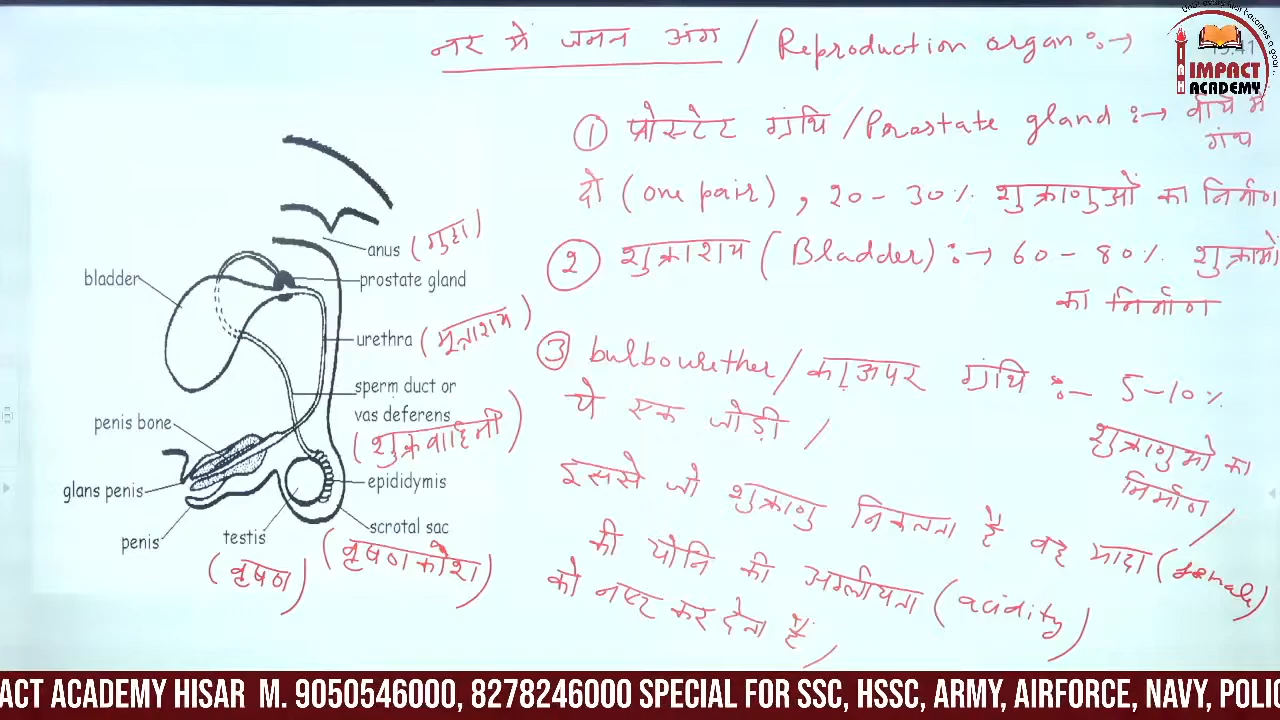 नर में जनन अंग / Reproduction organ :→
IMPACT
ACADEMY
① प्रोस्टेट ग्रंथि / Prostate gland :→ वीर्य में
गंध
दो (one pair) , 20 - 30% शुक्राणुओं का निर्माण
② शुक्राशय ( Bladder) :→ 60 - 80% शुक्राणुओं
का निर्माण
③ bulbourether / काअपर ग्रंथि :- 5-10%
शुक्राणुओ का
निर्माण /
ये एक जोड़ी /
इससे जो शुक्राणु निकलता है वह मादा (female)
की योनि की अम्लीयता (acidity)
को नष्ट कर देता है /
anus (गुदा)
bladder
prostate gland
urethra (मूत्राशय)
sperm duct or
vas deferens
(शुक्रवाहिनी)
penis bone
glans penis
epididymis
penis
testis
(वृषण)
scrotal sac
(वृषणकोश)
ACT ACADEMY HISAR M. 9050546000, 8278246000 SPECIAL FOR SSC, HSSC, ARMY, AIRFORCE, NAVY, POLIC